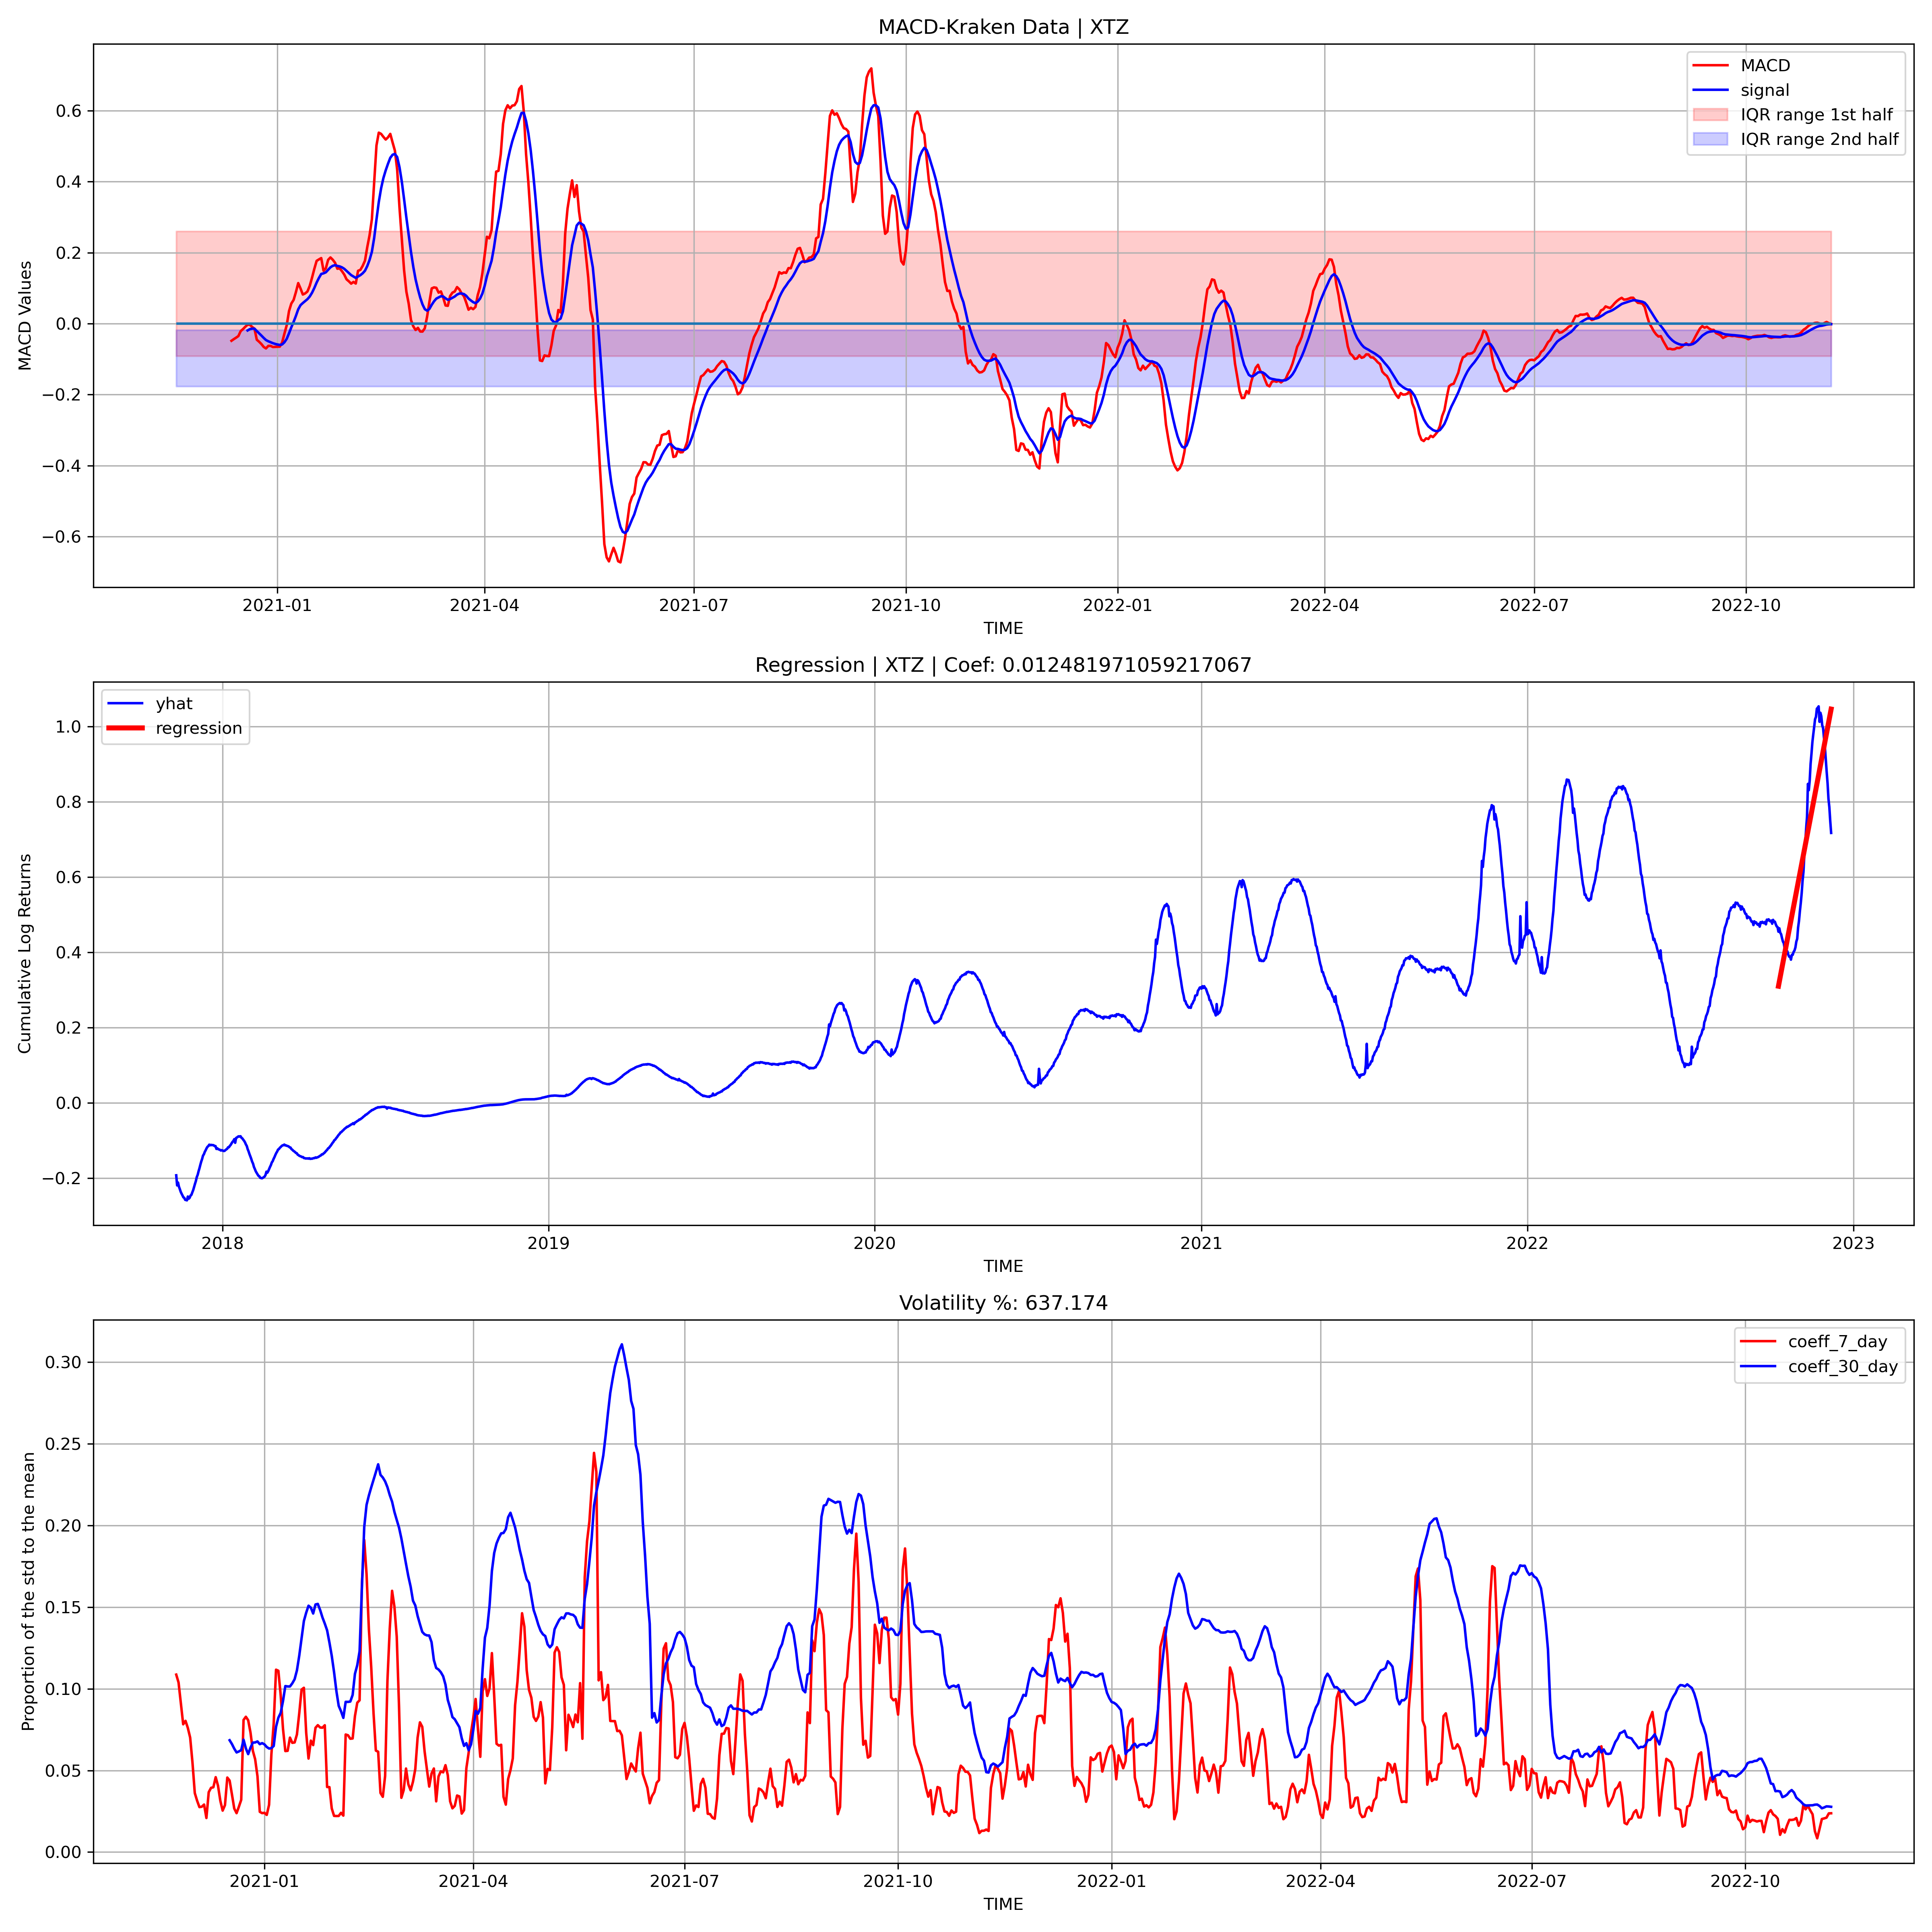 MACD-Kraken Data | XTZ
MACD
signal
IQR range 1st half
IQR range 2nd half
MACD Values
0.6
0.4
0.2
0.0
−0.2
−0.4
−0.6
2021-01 2021-04 2021-07 2021-10 2022-01 2022-04 2022-07 2022-10
TIME
Regression | XTZ | Coef: 0.012481971059217067
yhat
regression
Cumulative Log Returns
1.0
0.8
0.6
0.4
0.2
0.0
−0.2
2018 2019 2020 2021 2022 2023
TIME
Volatility %: 637.174
coeff_7_day
coeff_30_day
Proportion of the std to the mean
0.30
0.25
0.20
0.15
0.10
0.05
0.00
2021-01 2021-04 2021-07 2021-10 2022-01 2022-04 2022-07 2022-10
TIME